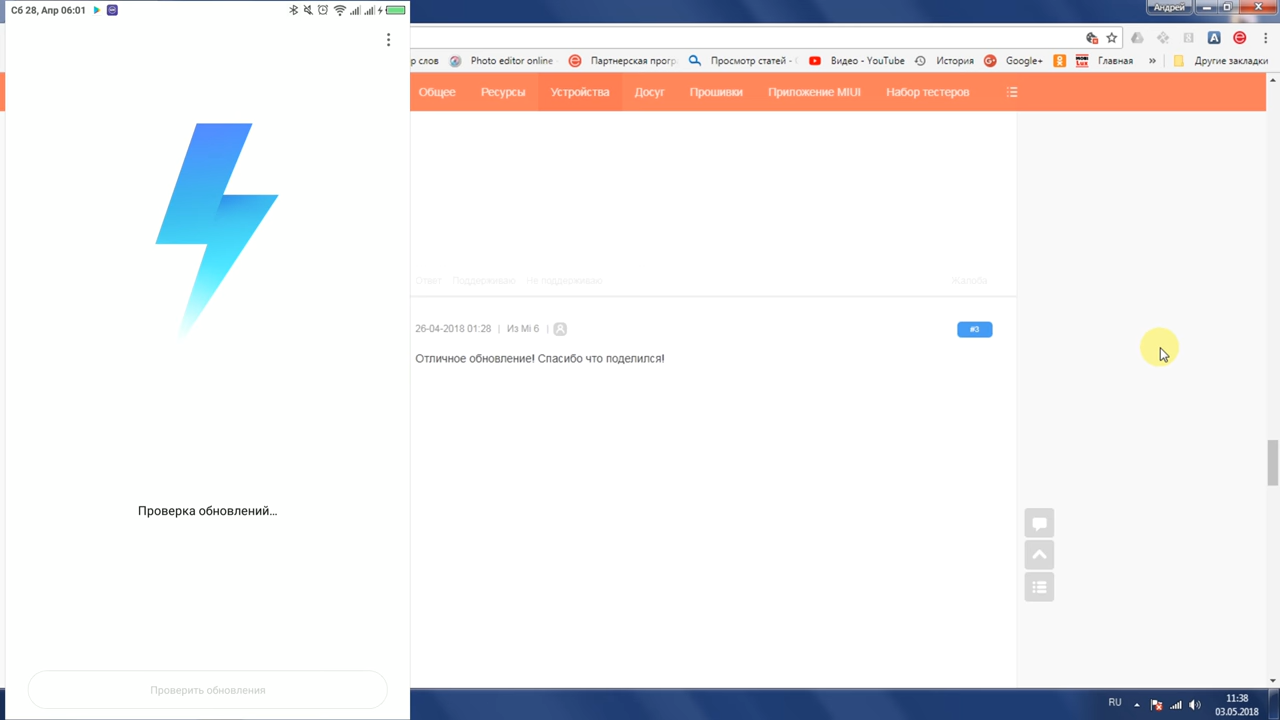 Сб 28, Апр 06:01
Проверка обновлений...
Проверить обновления
Андрей
р слов
Photo editor online
Партнерская прогр
Просмотр статей -
Видео - YouTube
История
Google+
Главная
»
Другие закладки
Общее
Ресурсы
Устройства
Досуг
Прошивки
Приложение MIUI
Набор тестеров
Ответ
Поддерживаю
Не поддерживаю
Жалоба
26-04-2018 01:28 | Из Mi 6 |
#3
Отличное обновление! Спасибо что поделился!
RU
11:38
03.05.2018